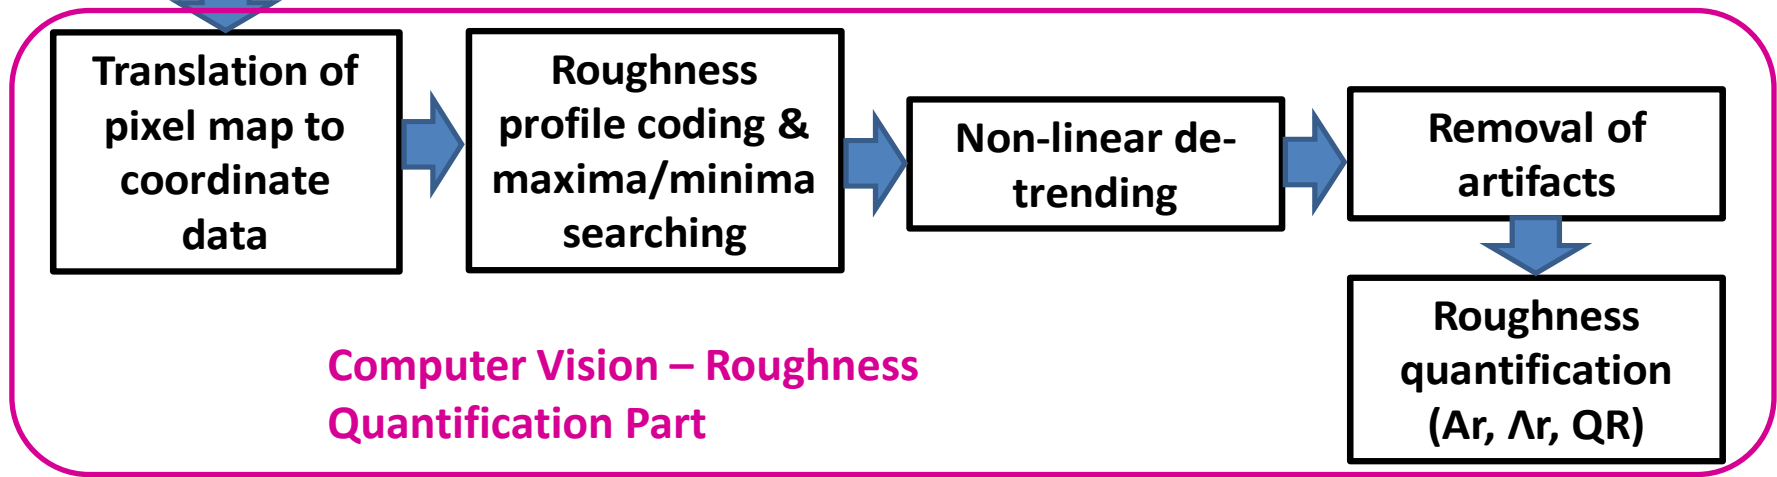 Translation of
pixel map to
coordinate
data
Roughness
profile coding &
maxima/minima
searching
Non-linear de-
trending
Removal of
artifacts
Roughness
quantification
(Ar, Λr, QR)
Computer Vision – Roughness
Quantification Part